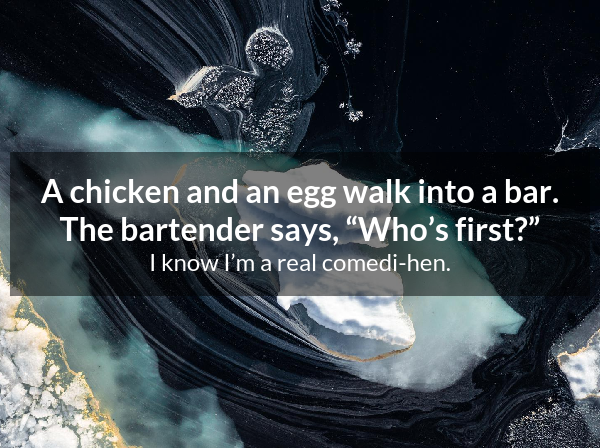 A chicken and an egg walk into a bar.
The bartender says, “Who’s first?”
I know I’m a real comedi-hen.